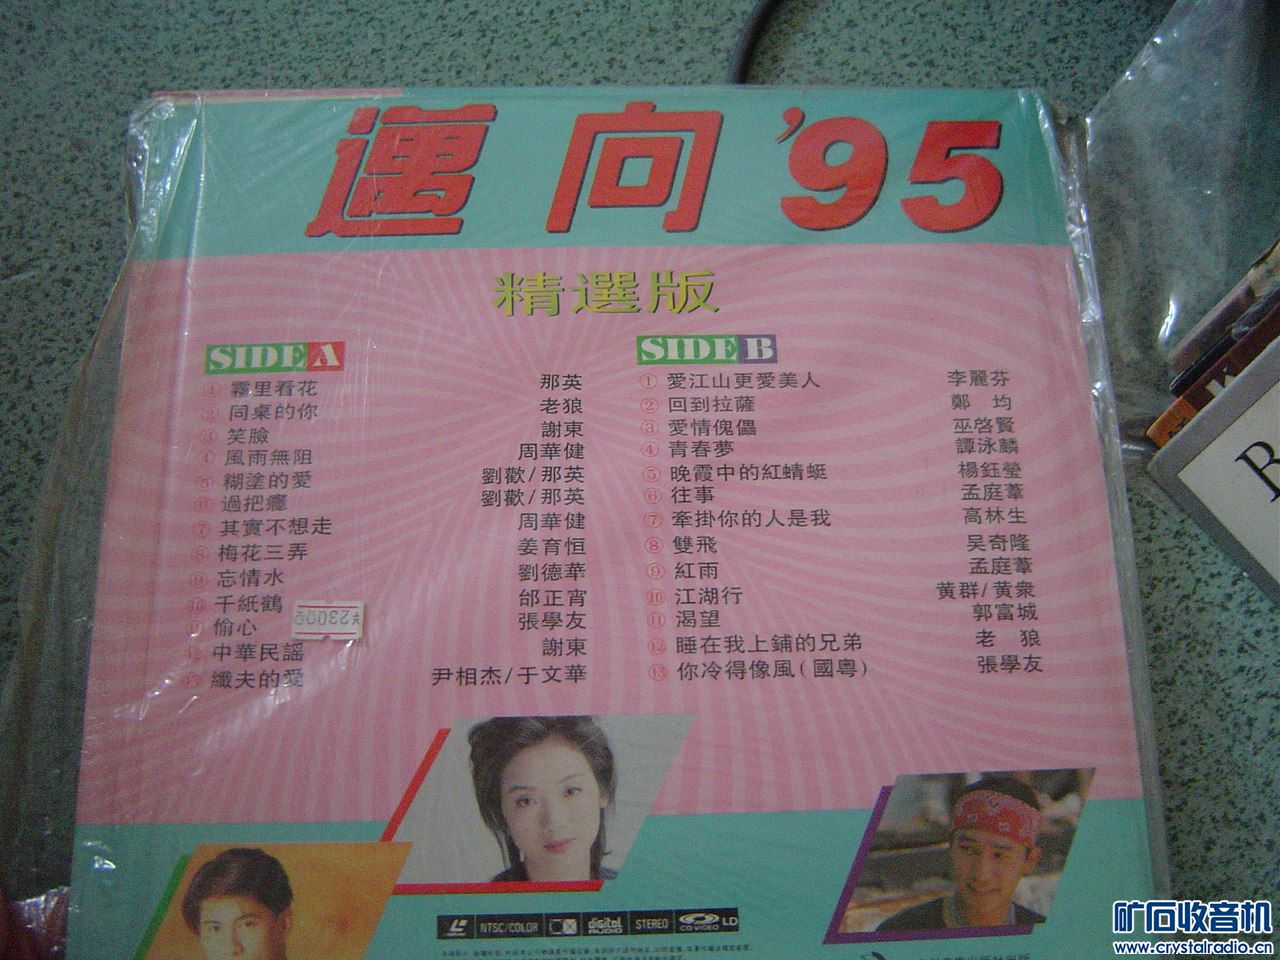 邁向'95
精選版
SIDE A
① 霧里看花 那英
② 同桌的你 老狼
③ 笑臉 謝東
④ 風雨無阻 周華健
⑤ 糊塗的愛 劉歡/那英
⑥ 過把癮 劉歡/那英
⑦ 其實不想走 周華健
⑧ 梅花三弄 姜育恒
⑨ 忘情水 劉德華
⑩ 千紙鶴 邰正宵
⑪ 偷心 張學友
⑫ 中華民謠 謝東
⑬ 纖夫的愛 尹相杰/于文華
SIDE B
① 愛江山更愛美人 李麗芬
② 回到拉薩 鄭 均
③ 愛情傀儡 巫啓賢
④ 青春夢 譚泳麟
⑤ 晚霞中的紅蜻蜓 楊鈺瑩
⑥ 往事 孟庭葦
⑦ 牽掛你的人是我 高林生
⑧ 雙飛 吴奇隆
⑨ 紅雨 孟庭葦
⑩ 江湖行 黄群/黄衆
⑪ 渴望 郭富城
⑫ 睡在我上鋪的兄弟 老 狼
⑬ 你冷得像風(國粤) 張學友
NTSC/COLOR
digital AUDIO
STEREO
CD VIDEO LD
矿石收音机
www.crystalradio.cn